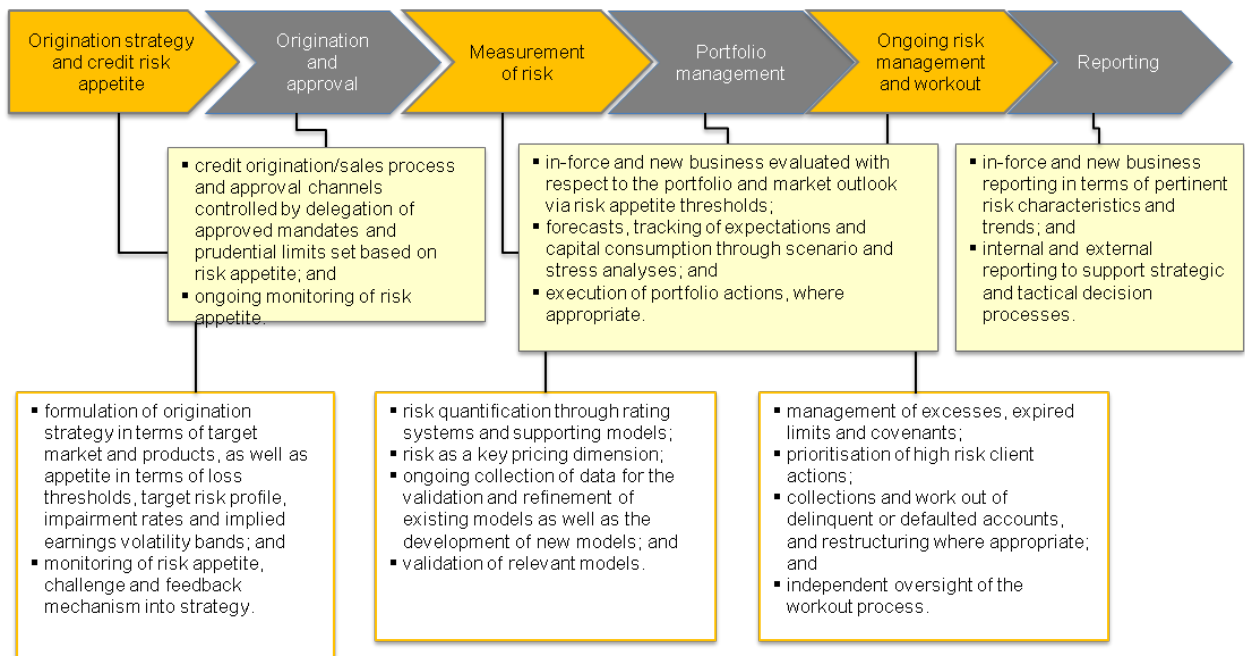 Origination strategy
and credit risk
appetite
Origination
and
approval
Measurement
of risk
Portfolio
management
Ongoing risk
management
and workout
Reporting
▪ credit origination/sales process
and approval channels
controlled by delegation of
approved mandates and
prudential limits set based on
risk appetite; and
▪ ongoing monitoring of risk
appetite.
▪ in-force and new business evaluated with
respect to the portfolio and market outlook
via risk appetite thresholds;
▪ forecasts, tracking of expectations and
capital consumption through scenario and
stress analyses; and
▪ execution of portfolio actions, where
appropriate.
▪ in-force and new business
reporting in terms of pertinent
risk characteristics and
trends; and
▪ internal and external
reporting to support strategic
and tactical decision
processes.
▪ formulation of origination
strategy in terms of target
market and products, as well as
appetite in terms of loss
thresholds, target risk profile,
impairment rates and implied
earnings volatility bands; and
▪ monitoring of risk appetite,
challenge and feedback
mechanism into strategy.
▪ risk quantification through rating
systems and supporting models;
▪ risk as a key pricing dimension;
▪ ongoing collection of data for the
validation and refinement of
existing models as well as the
development of new models; and
▪ validation of relevant models.
▪ management of excesses, expired
limits and covenants;
▪ prioritisation of high risk client
actions;
▪ collections and work out of
delinquent or defaulted accounts,
and restructuring where appropriate;
and
▪ independent oversight of the
workout process.